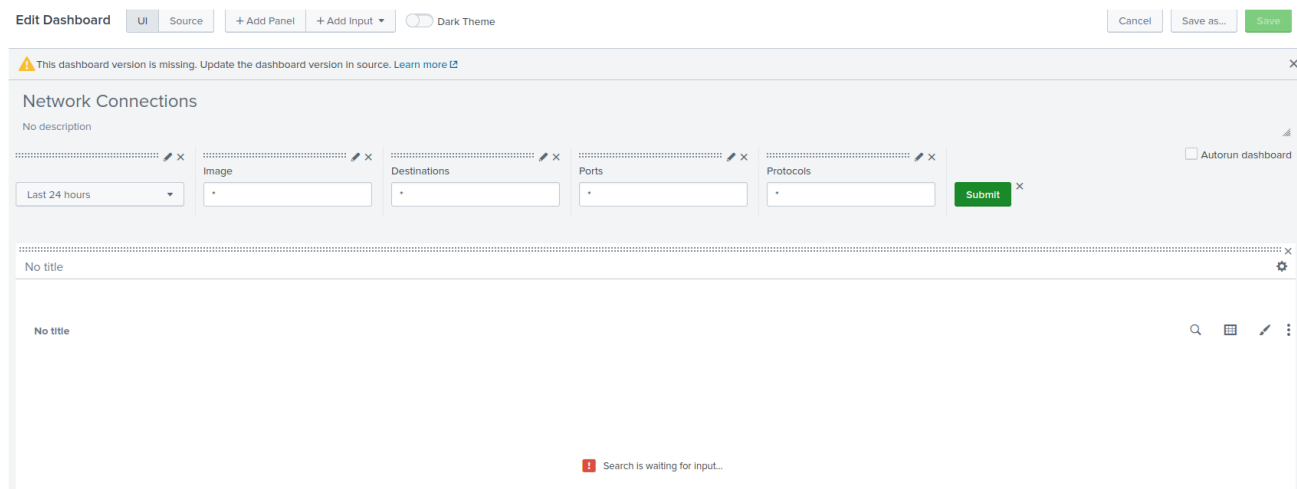 Edit Dashboard UI Source + Add Panel + Add Input Dark Theme Cancel Save as... Save
This dashboard version is missing. Update the dashboard version in source. Learn more
Network Connections
No description
Autorun dashboard
Image Destinations Ports Protocols
Last 24 hours * * * * Submit
No title
No title
Search is waiting for input...